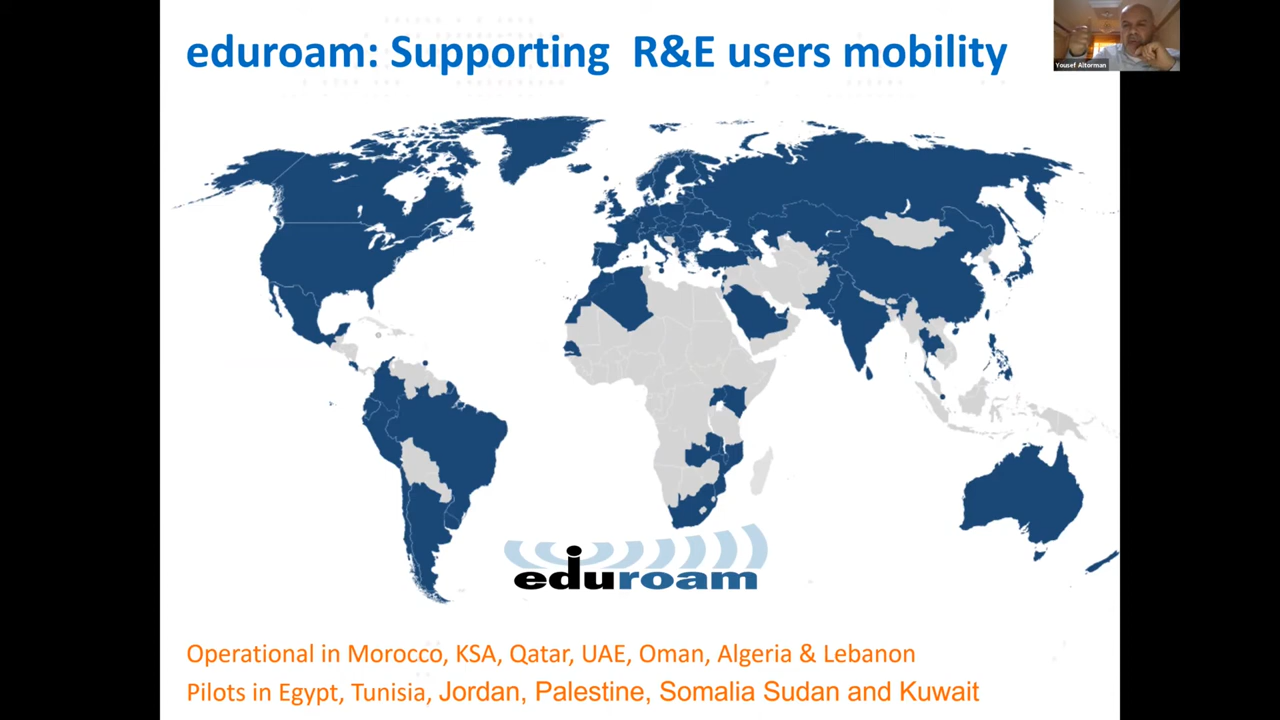 eduroam: Supporting R&E users mobility
Yousef Altorman
eduroam
Operational in Morocco, KSA, Qatar, UAE, Oman, Algeria & Lebanon
Pilots in Egypt, Tunisia, Jordan, Palestine, Somalia Sudan and Kuwait